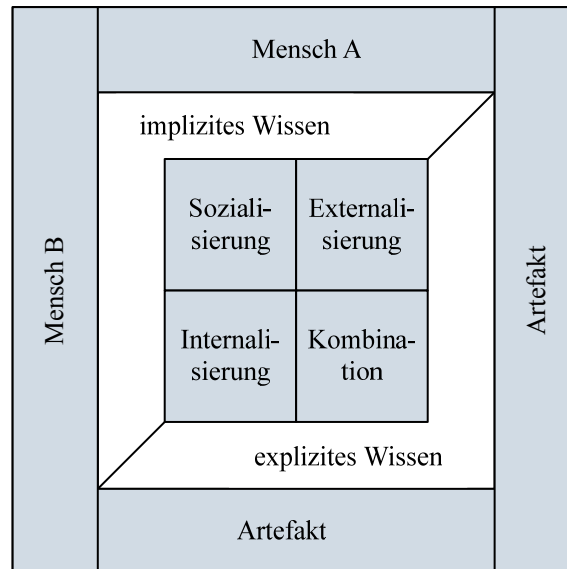 Mensch A
implizites Wissen
Soziali-
sierung
Externali-
sierung
Mensch B
Artefakt
Internali-
sierung
Kombina-
tion
explizites Wissen
Artefakt